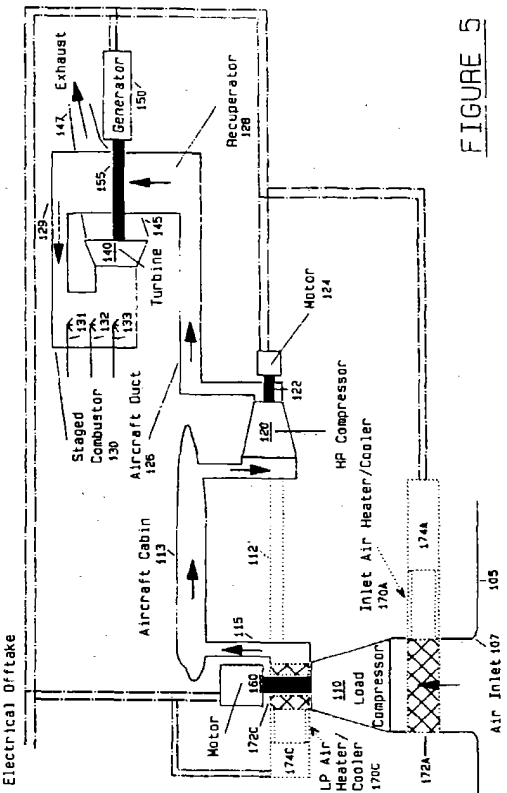 Electrical Offtake
147
Exhaust
129
155
Generator
150
Recuperator
128
140
145
Turbine
131
132
133
Staged
Combustor
130
Aircraft Duct
126
Motor
124
122
120
HP Compressor
Aircraft Cabin
113
112'
115
Motor
160
172C
174C
LP Air
Heater/
Cooler
170C
110
Load
Compressor
Inlet Air Heater/Cooler
170A
174A
105
107
Air Inlet
172A
FIGURE 5